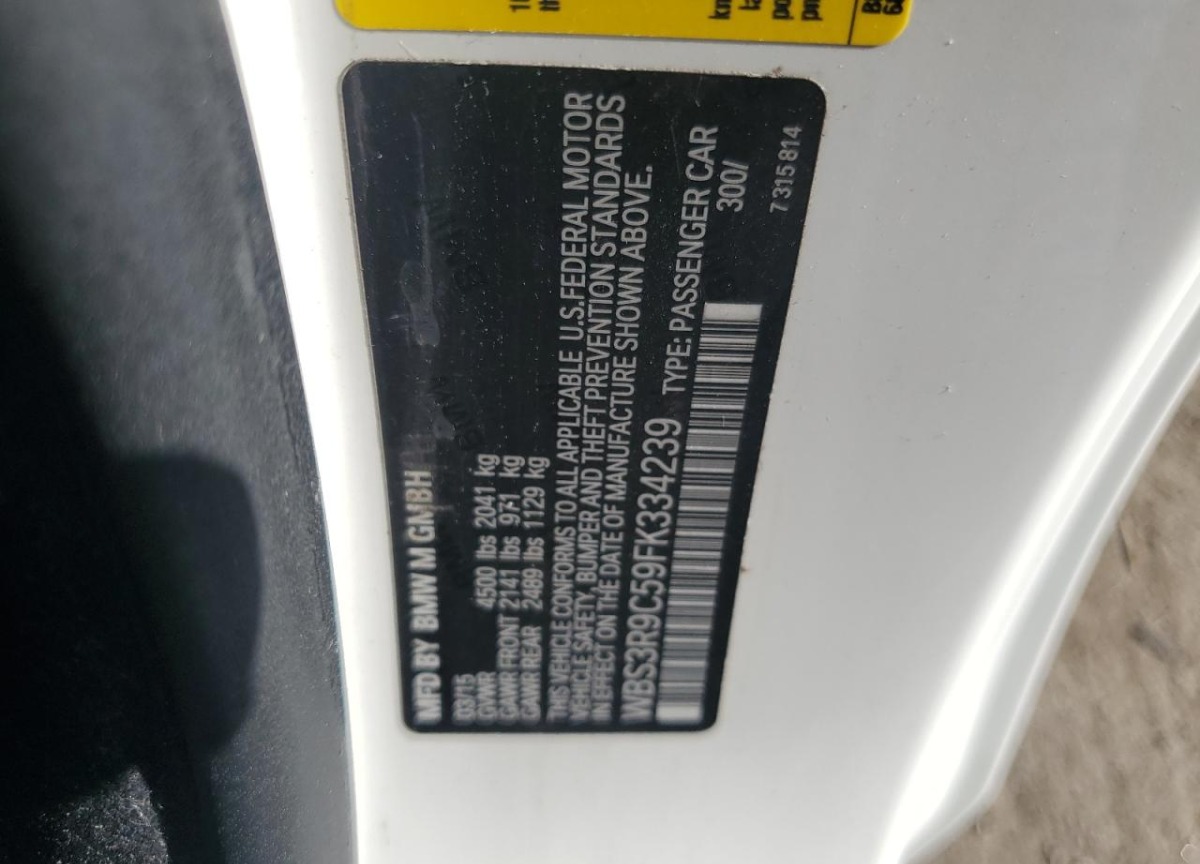 MFD BY BMW M GMBH
03/15
GVWR 4500 lbs 2041 kg
GAWR FRONT 2141 lbs 971 kg
GAWR REAR 2489 lbs 1129 kg
THIS VEHICLE CONFORMS TO ALL APPLICABLE U.S.FEDERAL MOTOR
VEHICLE SAFETY, BUMPER AND THEFT PREVENTION STANDARDS
IN EFFECT ON THE DATE OF MANUFACTURE SHOWN ABOVE.
WBS3R9C59FK334239 TYPE: PASSENGER CAR
300/
7 315 814